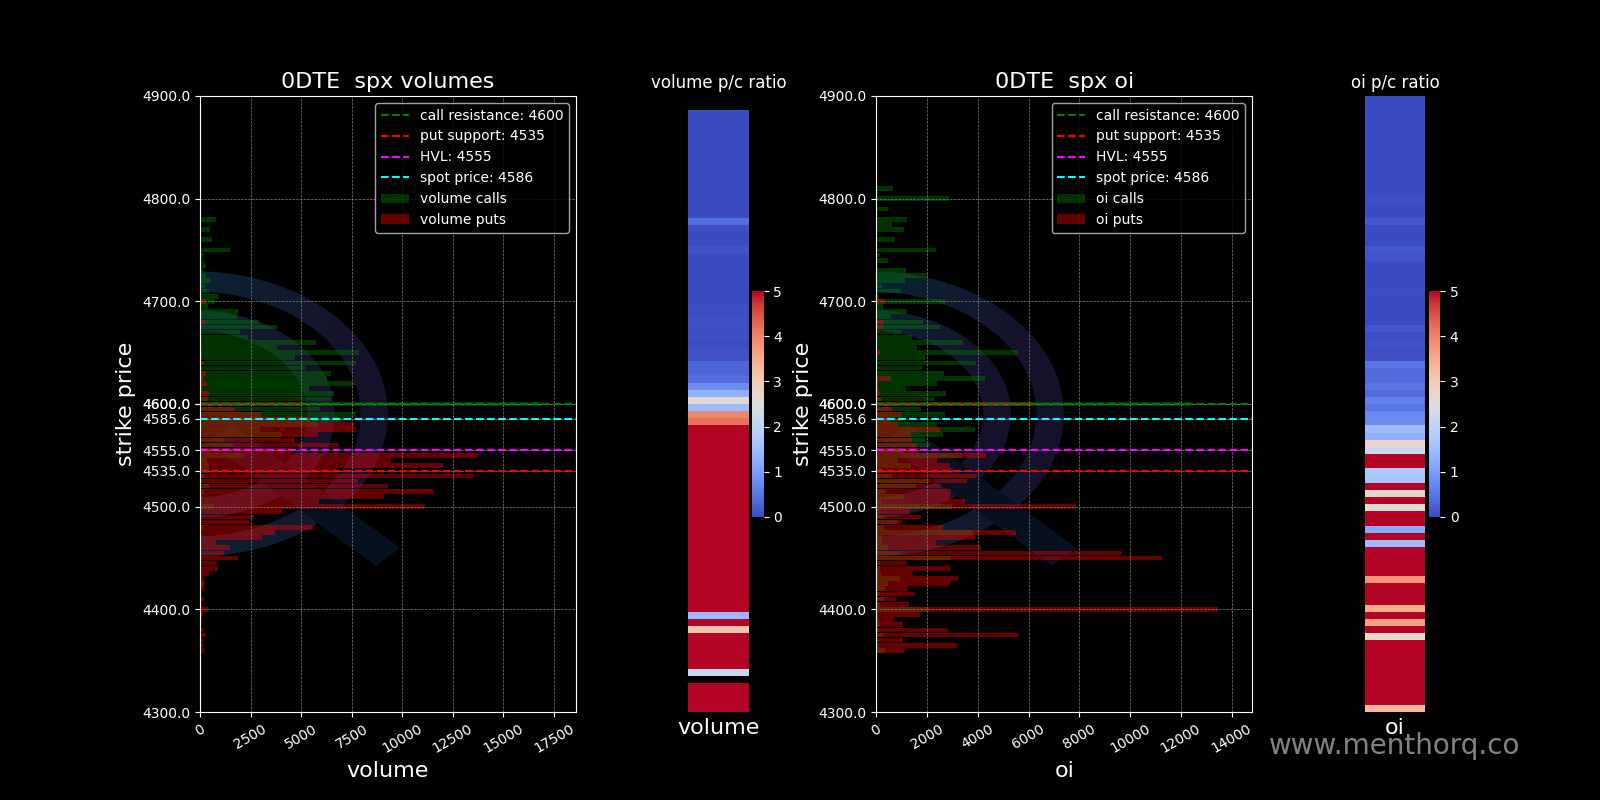 0DTE  spx volumes
volume p/c ratio
0DTE  spx oi
oi p/c ratio
4900.0
4800.0
4700.0
4600.0
4585.6
4555.0
4535.0
4500.0
4400.0
4300.0
strike price
call resistance: 4600
put support: 4535
HVL: 4555
spot price: 4586
volume calls
volume puts
0
2500
5000
7500
10000
12500
15000
17500
volume
5
4
3
2
1
0
volume
4900.0
4800.0
4700.0
4600.0
4585.6
4555.0
4535.0
4500.0
4400.0
4300.0
strike price
call resistance: 4600
put support: 4535
HVL: 4555
spot price: 4586
oi calls
oi puts
0
2000
4000
6000
8000
10000
12000
14000
oi
5
4
3
2
1
0
oi
www.menthorq.co